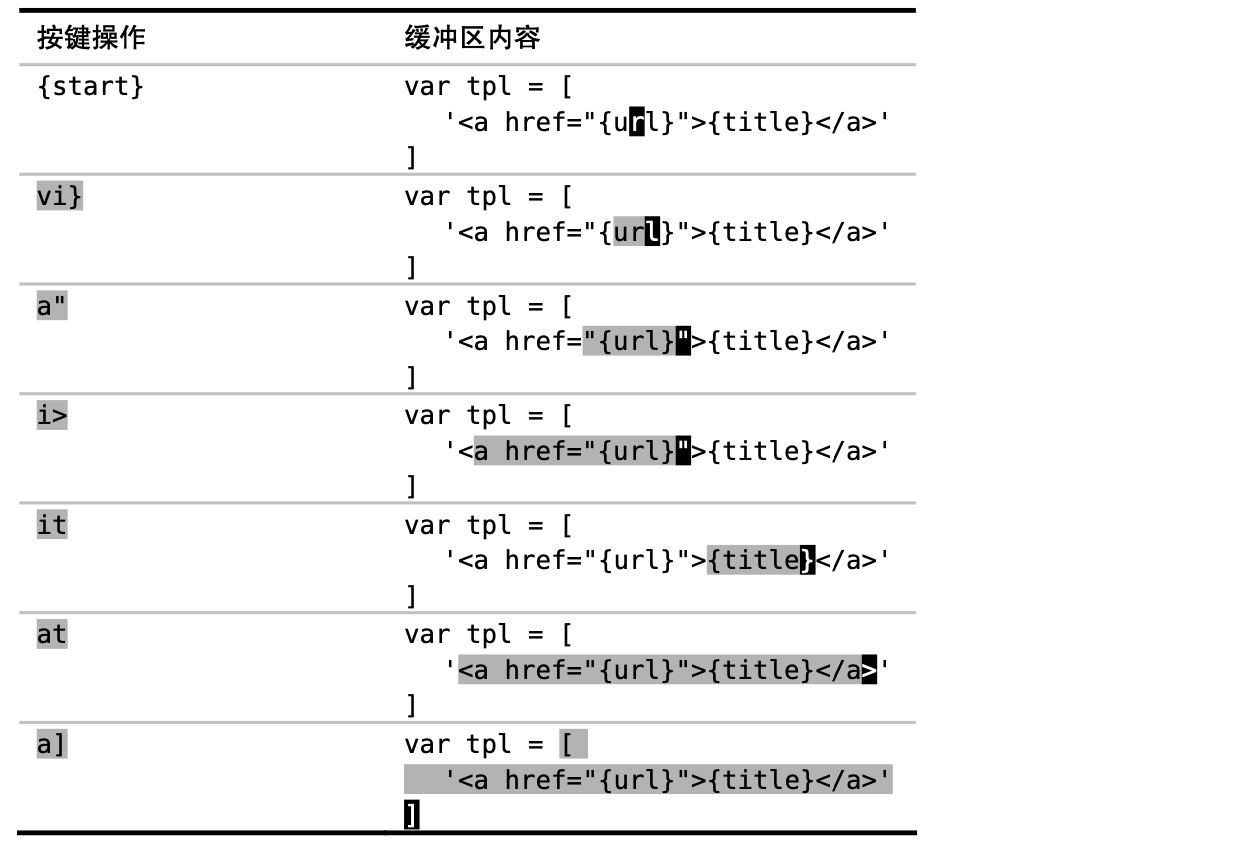 按键操作 缓冲区内容
{start} var tpl = [
'<a href="{url}">{title}</a>'
]
vi} var tpl = [
'<a href="{url}">{title}</a>'
]
a" var tpl = [
'<a href="{url}">{title}</a>'
]
i> var tpl = [
'<a href="{url}">{title}</a>'
]
it var tpl = [
'<a href="{url}">{title}</a>'
]
at var tpl = [
'<a href="{url}">{title}</a>'
]
a] var tpl = [
'<a href="{url}">{title}</a>'
]